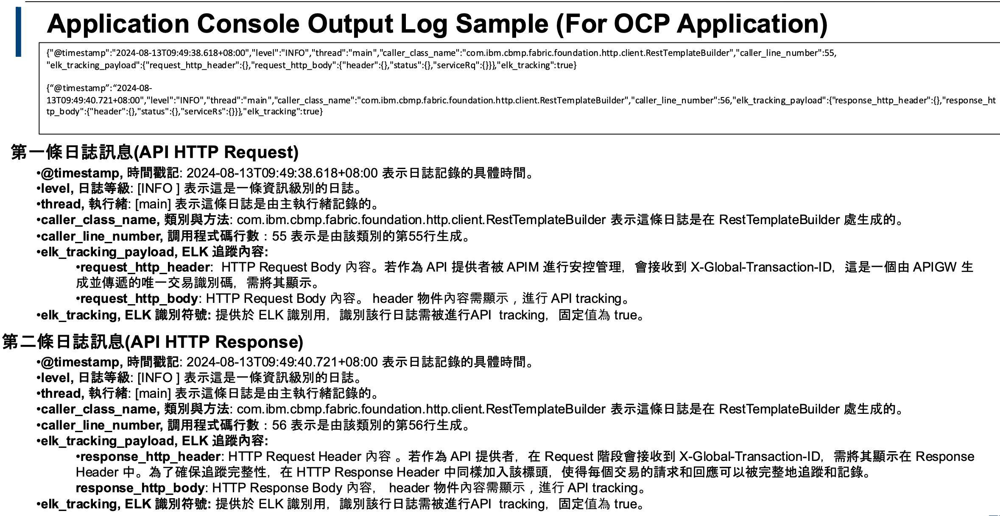 Application Console Output Log Sample (For OCP Application)
{"@timestamp":"2024-08-13T09:49:38.618+08:00","level":"INFO","thread":"main","caller_class_name":"com.ibm.cbmp.fabric.foundation.http.client.RestTemplateBuilder","caller_line_number":55,
"elk_tracking_payload":{"request_http_header":{},"request_http_body":{"header":{},"status":{},"serviceRq":{}}},"elk_tracking":true}
{“@timestamp”:“2024-08-
13T09:49:40.721+08:00","level":"INFO","thread":"main","caller_class_name":"com.ibm.cbmp.fabric.foundation.http.client.RestTemplateBuilder","caller_line_number":56,"elk_tracking_payload":{"response_http_header":{},"response_ht
tp_body":{"header":{},"status":{},"serviceRs":{}}},"elk_tracking":true}
第一條日誌訊息(API HTTP Request)
•@timestamp, 時間戳記: 2024-08-13T09:49:38.618+08:00 表示日誌記錄的具體時間。
•level, 日誌等級: [INFO ] 表示這是一條資訊級別的日誌。
•thread, 執行緒: [main] 表示這條日誌是由主執行緒記錄的。
•caller_class_name, 類別與方法: com.ibm.cbmp.fabric.foundation.http.client.RestTemplateBuilder 表示這條日誌是在 RestTemplateBuilder 處生成的。
•caller_line_number, 調用程式碼行數：55 表示是由該類別的第55行生成。
•elk_tracking_payload, ELK 追蹤內容:
•request_http_header:  HTTP Request Body 內容。若作為 API 提供者被 APIM 進行安控管理，會接收到 X-Global-Transaction-ID，這是一個由 APIGW 生
成並傳遞的唯一交易識別碼，需將其顯示。
•request_http_body: HTTP Request Body 內容。 header 物件內容需顯示，進行 API tracking。
•elk_tracking, ELK 識別符號: 提供於 ELK 識別用，識別該行日誌需被進行API  tracking，固定值為 true。
第二條日誌訊息(API HTTP Response)
•@timestamp, 時間戳記: 2024-08-13T09:49:40.721+08:00 表示日誌記錄的具體時間。
•level, 日誌等級: [INFO ] 表示這是一條資訊級別的日誌。
•thread, 執行緒: [main] 表示這條日誌是由主執行緒記錄的。
•caller_class_name, 類別與方法: com.ibm.cbmp.fabric.foundation.http.client.RestTemplateBuilder 表示這條日誌是在 RestTemplateBuilder 處生成的。
•caller_line_number, 調用程式碼行數：56 表示是由該類別的第56行生成。
•elk_tracking_payload, ELK 追蹤內容:
•response_http_header: HTTP Request Header 內容 。若作為 API 提供者，在 Request 階段會接收到 X-Global-Transaction-ID，需將其顯示在 Response
Header 中。為了確保追蹤完整性，在 HTTP Response Header 中同樣加入該標頭，使得每個交易的請求和回應可以被完整地追蹤和記錄。
response_http_body: HTTP Response Body 內容， header 物件內容需顯示，進行 API tracking。
•elk_tracking, ELK 識別符號: 提供於 ELK 識別用，識別該行日誌需被進行API  tracking，固定值為 true。